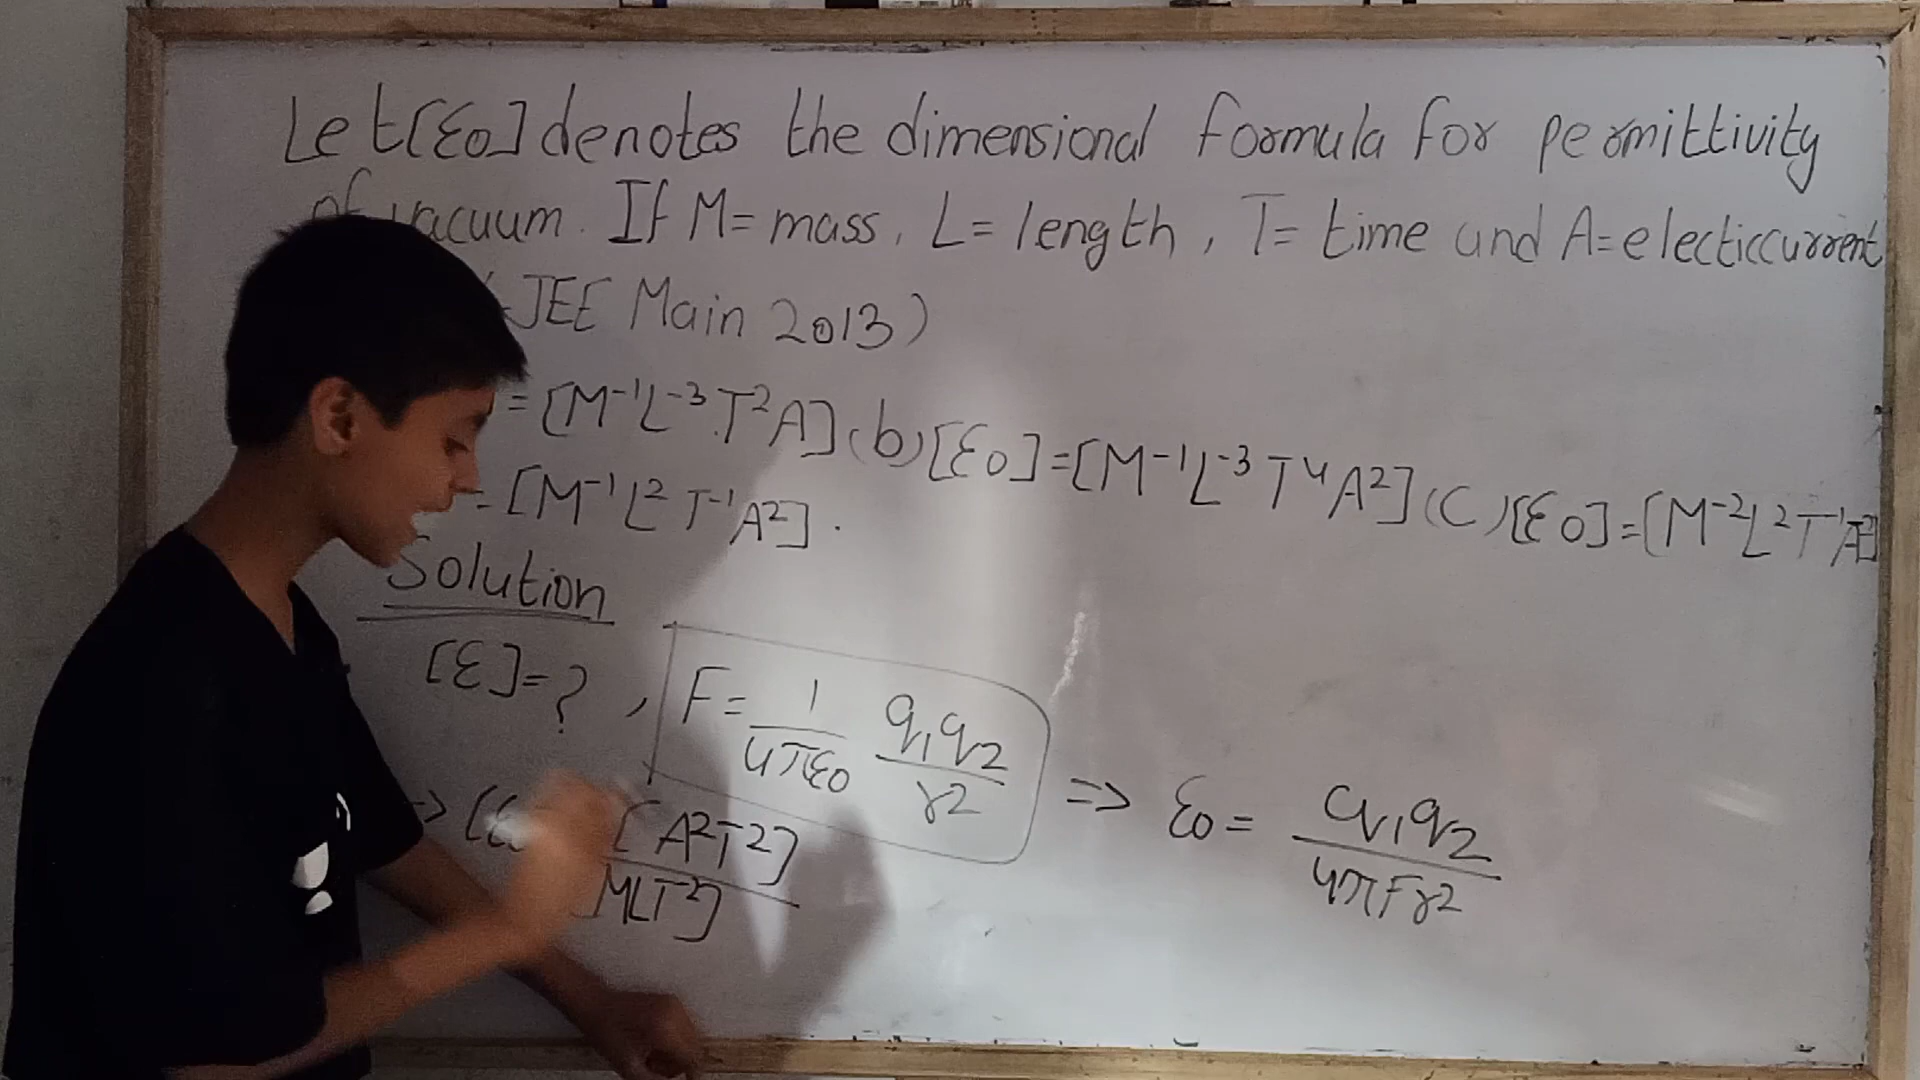 Let [ε0] denotes the dimensional formula for permittivity
of vacuum. If M= mass, L= length, T= time and A=electiccurrent
(JEE Main 2013)
= [M⁻¹L⁻³T²A] (b) [ε0]=[M⁻¹L⁻³T⁴A²] (C) [ε0]=[M⁻²L²T⁻¹A⁻²]
= [M⁻¹L²T⁻¹A²].
Solution
[ε]=?, F= 1/4πε0 q1q2/r2 => ε0= q1q2/4πFr2
=> [A²T²]
MLT²]